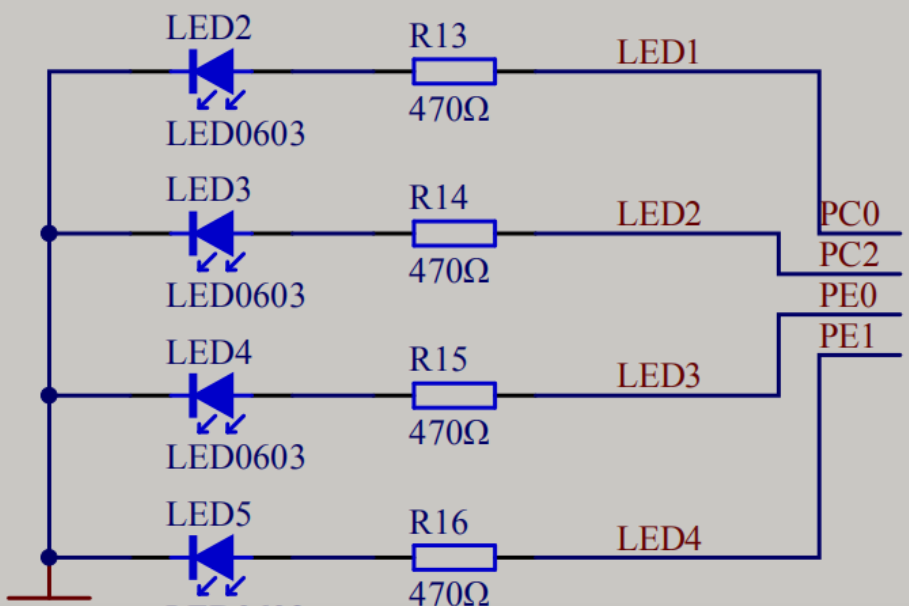 LED2
R13
LED1
470Ω
LED0603
LED3
R14
LED2
PC0
470Ω
PC2
LED0603
PE0
PE1
LED4
R15
LED3
470Ω
LED0603
LED5
R16
LED4
470Ω